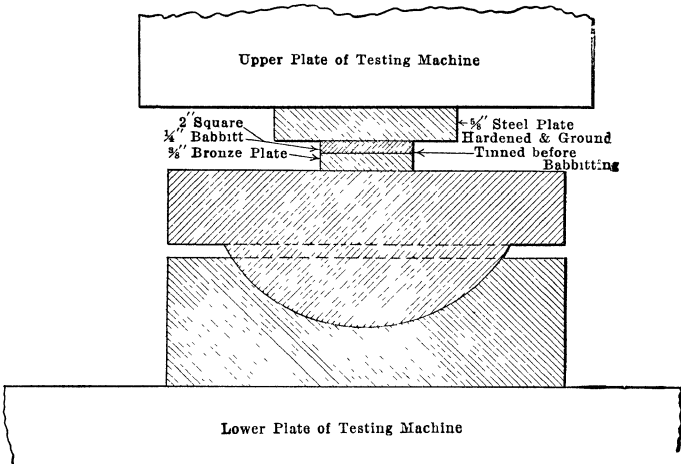 Upper Plate of Testing Machine
2" Square
1/4" Babbitt
3/8" Bronze Plate
5/8" Steel Plate
Hardened & Ground
Tinned before
Babbitting
Lower Plate of Testing Machine